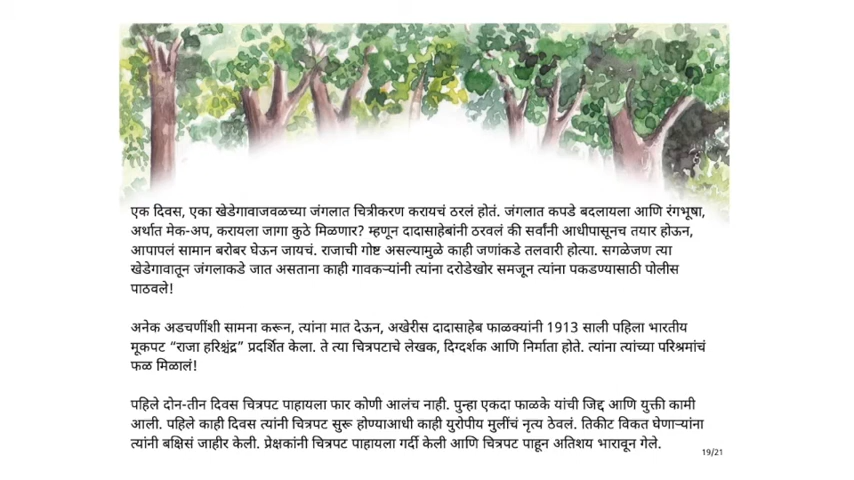 एक दिवस, एका खेडेगावाजवळच्या जंगलात चित्रीकरण करायचं ठरलं होतं. जंगलात कपडे बदलायला आणि रंगभूषा,
अर्थात मेक-अप, करायला जागा कुठे मिळणार? म्हणून दादासाहेबांनी ठरवलं की सर्वांनी आधीपासूनच तयार होऊन,
आपापलं सामान बरोबर घेऊन जायचं. राजाची गोष्ट असल्यामुळे काही जणांकडे तलवारी होत्या. सगळेजण त्या
खेडेगावातून जंगलाकडे जात असताना काही गावकऱ्यांनी त्यांना दरोडेखोर समजून त्यांना पकडण्यासाठी पोलीस
पाठवले!
अनेक अडचणींशी सामना करून, त्यांना मात देऊन, अखेरीस दादासाहेब फाळक्यांनी 1913 साली पहिला भारतीय
मूकपट “राजा हरिश्चंद्र” प्रदर्शित केला. ते त्या चित्रपटाचे लेखक, दिग्दर्शक आणि निर्माता होते. त्यांना त्यांच्या परिश्रमाचं
फळ मिळालं!
पहिले दोन-तीन दिवस चित्रपट पाहायला फार कोणी आलंच नाही. पुन्हा एकदा फाळके यांची जिद्द आणि युक्ती कामी
आली. पहिले काही दिवस त्यांनी चित्रपट सुरू होण्याआधी काही युरोपीय मुलींचं नृत्य ठेवलं. तिकीट विकत घेणाऱ्यांना
त्यांनी बक्षिसं जाहीर केली. प्रेक्षकांनी चित्रपट पाहायला गर्दी केली आणि चित्रपट पाहून अतिशय भारावून गेले.
19/21